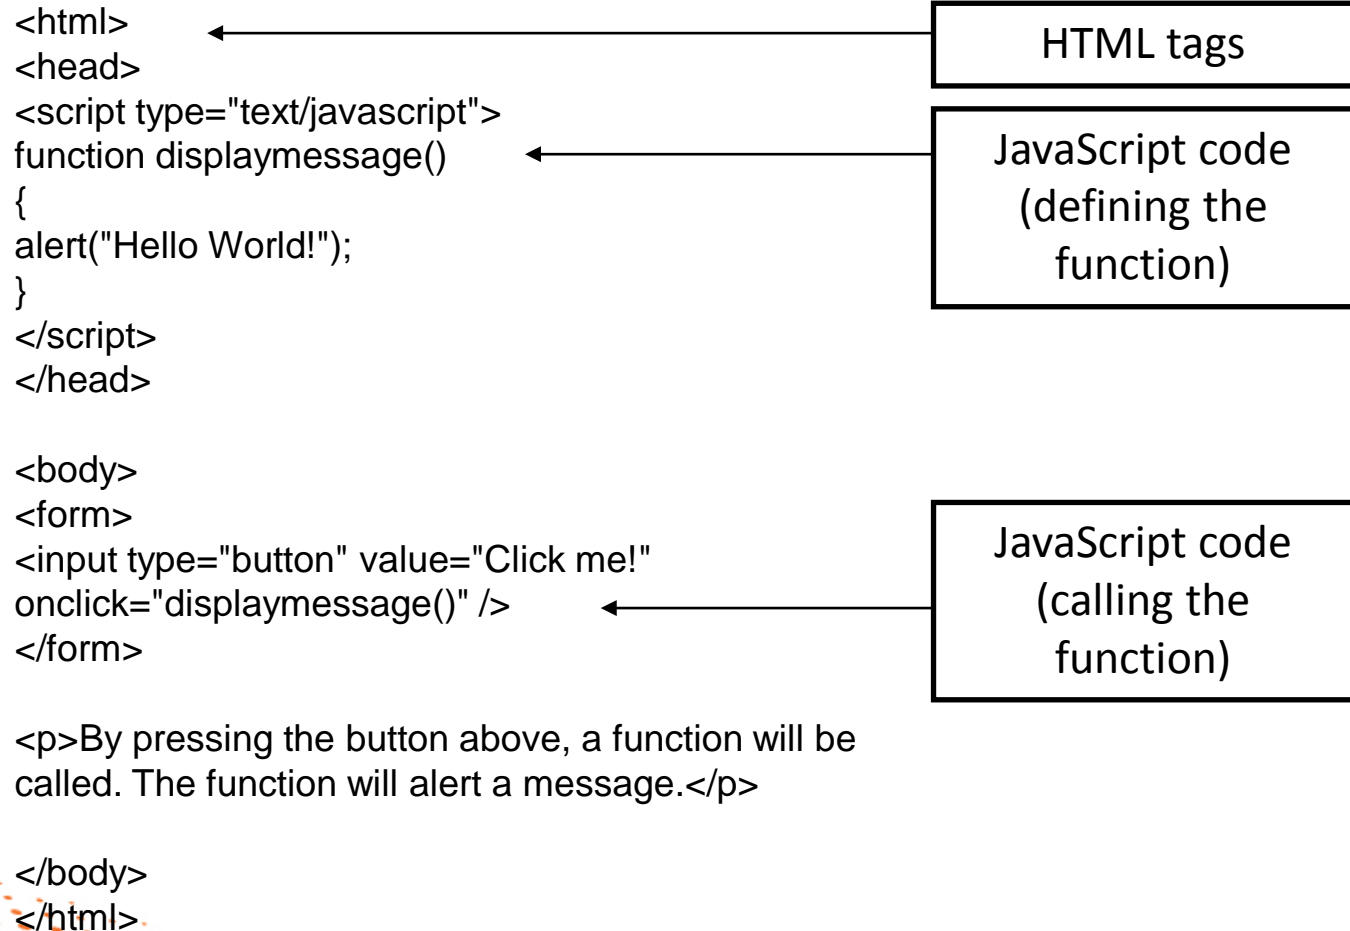 <html>
<head>
<script type="text/javascript">
function displaymessage()
{
alert("Hello World!");
}
</script>
</head>
<body>
<form>
<input type="button" value="Click me!"
onclick="displaymessage()" />
</form>
<p>By pressing the button above, a function will be
called. The function will alert a message.</p>
</body>
</html>
HTML tags
JavaScript code
(defining the
function)
JavaScript code
(calling the
function)